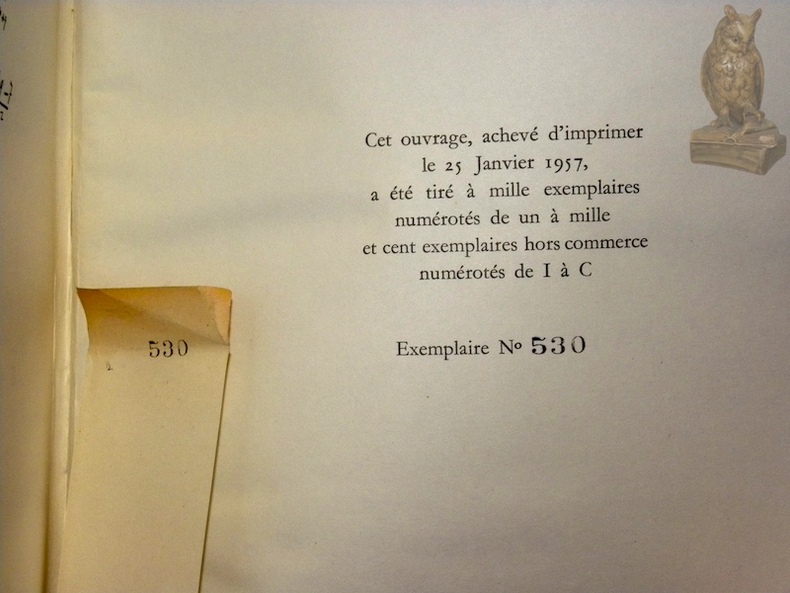 Cet ouvrage, achevé d'imprimer
le 25 Janvier 1957,
a été tiré à mille exemplaires
numérotés de un à mille
et cent exemplaires hors commerce
numérotés de I à C
Exemplaire Nº 530
530